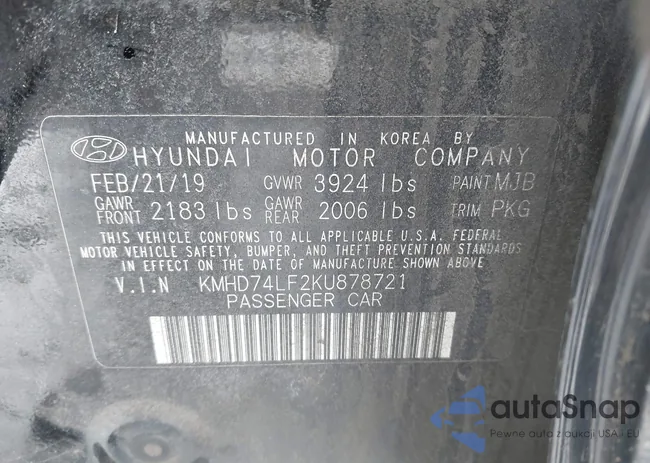 MANUFACTURED IN KOREA BY
HYUNDAI MOTOR COMPANY
FEB/21/19 GVWR 3924 lbs PAINT MJB
GAWR FRONT 2183 lbs GAWR REAR 2006 lbs TRIM PKG
THIS VEHICLE CONFORMS TO ALL APPLICABLE U.S.A. FEDERAL
MOTOR VEHICLE SAFETY, BUMPER, AND THEFT PREVENTION STANDARDS
IN EFFECT ON THE DATE OF MANUFACTURE SHOWN ABOVE
V.I.N KMHD74LF2KU878721
PASSENGER CAR
autaSnap
Pewne auta z aukcji USA i EU